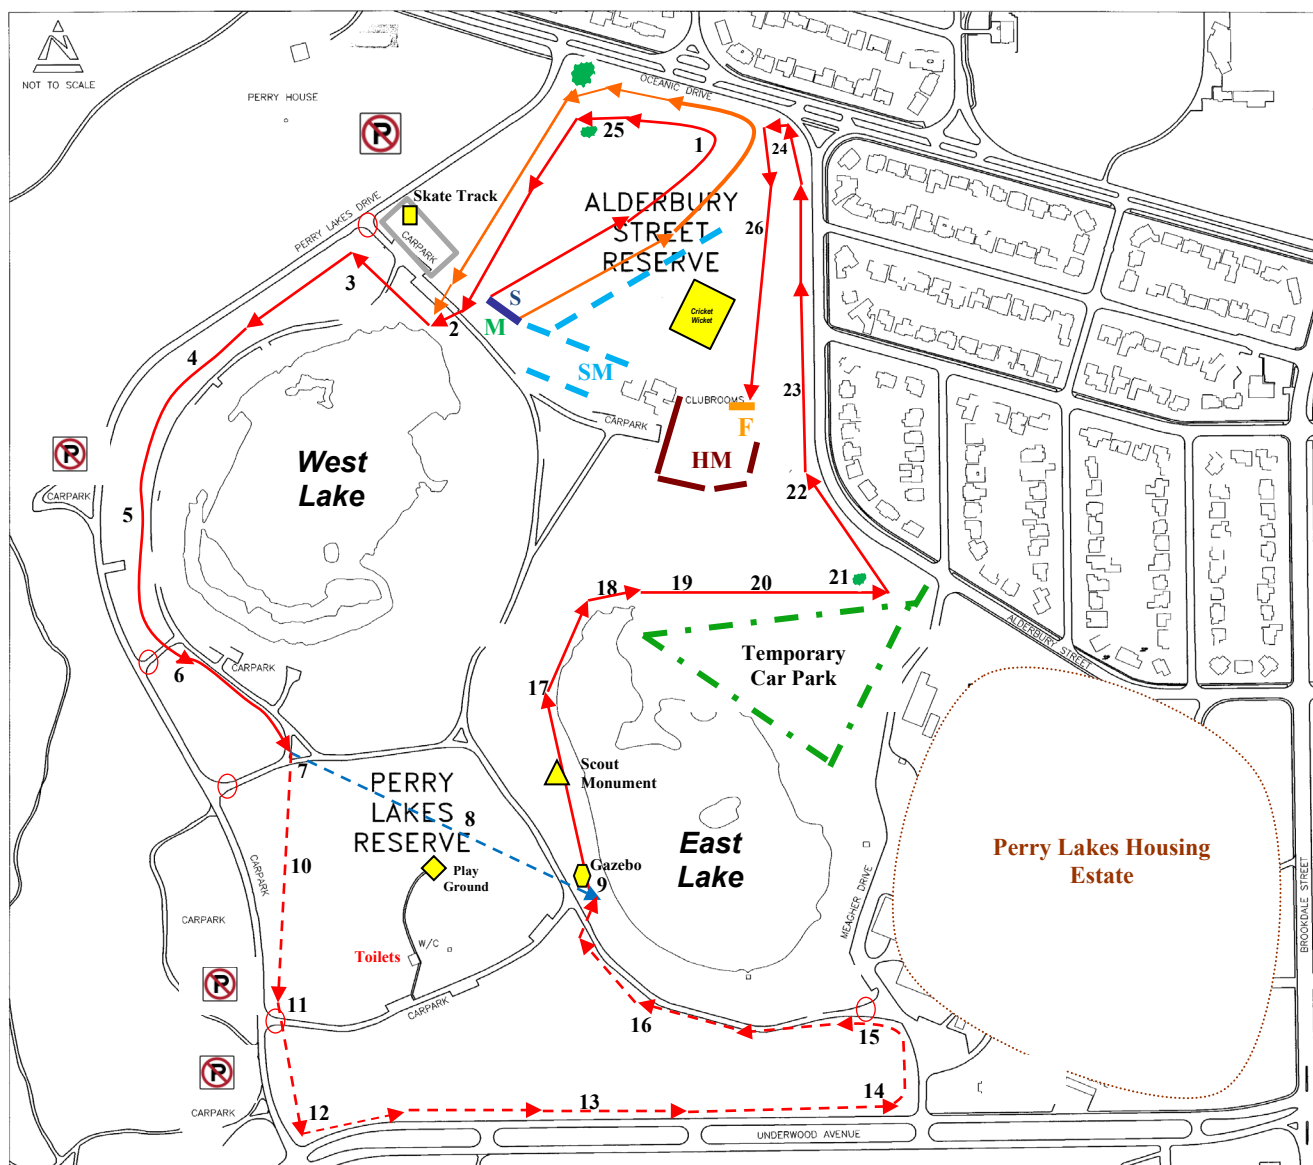 N
NOT TO SCALE
PERRY HOUSE
P
OCEANIC DRIVE
25
1
24
Skate Track
ALDERBURY
STREET
RESERVE
26
PERRY LAKES DRIVE
CARPARK
3
S
M
2
Cricket
Wicket
4
SM
CLUBROOMS
23
CARPARK
F
West
Lake
HM
P
CARPARK
22
5
18
19
20
21
ALDERBURY STREET
6
CARPARK
Temporary
Car Park
17
7
Scout
Monument
PERRY
LAKES
RESERVE
8
East
Lake
Perry Lakes Housing
Estate
10
Play
Ground
Gazebo
9
CARPARK
CARPARK
MEAGHER DRIVE
BROOKDALE STREET
W/C
Toilets
P
11
CARPARK
16
15
P
CARPARK
12
13
14
UNDERWOOD AVENUE